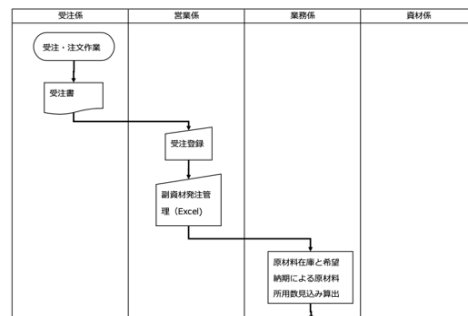 受注係
営業係
業務係
資材係
受注・注文作業
受注書
受注登録
副資材発注管
理（Excel)
原材料在庫と希望
納期による原材料
所用数見込み算出